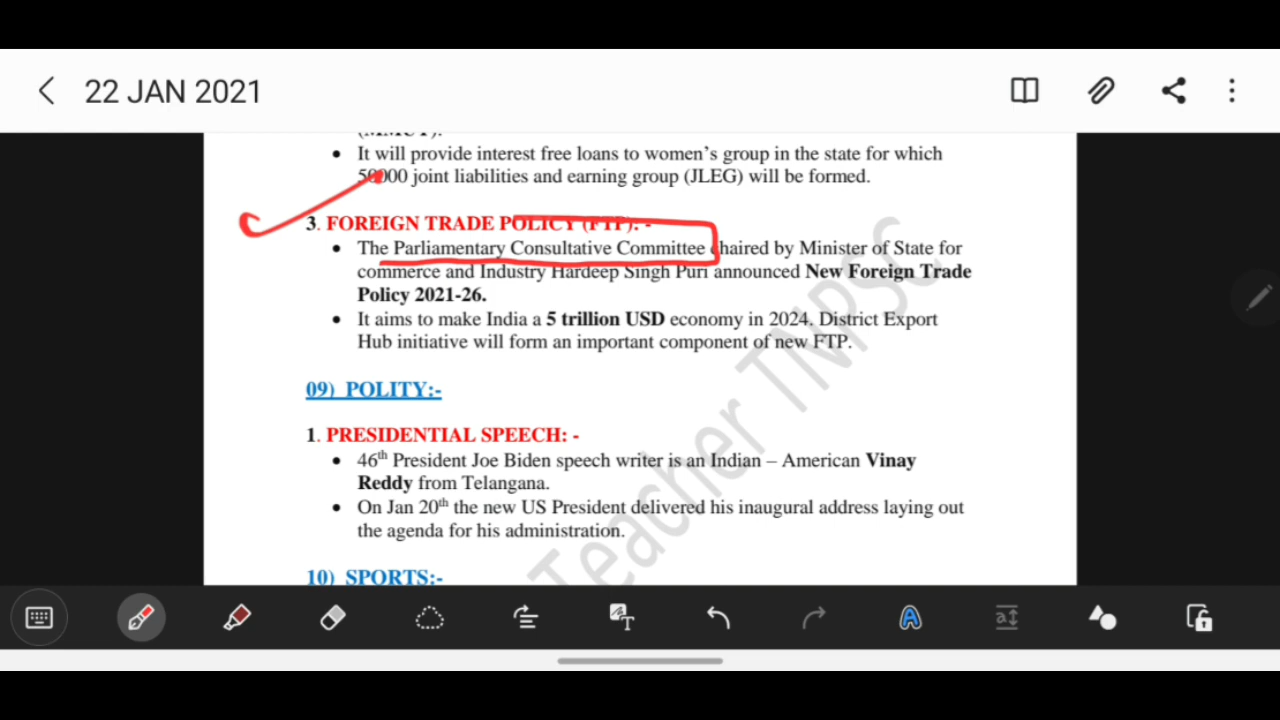 22 JAN 2021
(MMUY).
• It will provide interest free loans to women's group in the state for which
50000 joint liabilities and earning group (JLEG) will be formed.
3. FOREIGN TRADE POLICY (FTP): -
• The Parliamentary Consultative Committee chaired by Minister of State for
commerce and Industry Hardeep Singh Puri announced New Foreign Trade
Policy 2021-26.
• It aims to make India a 5 trillion USD economy in 2024. District Export
Hub initiative will form an important component of new FTP.
09) POLITY:-
1. PRESIDENTIAL SPEECH: -
• 46th President Joe Biden speech writer is an Indian – American Vinay
Reddy from Telangana.
• On Jan 20th the new US President delivered his inaugural address laying out
the agenda for his administration.
10) SPORTS:-
Teacher TNPSC